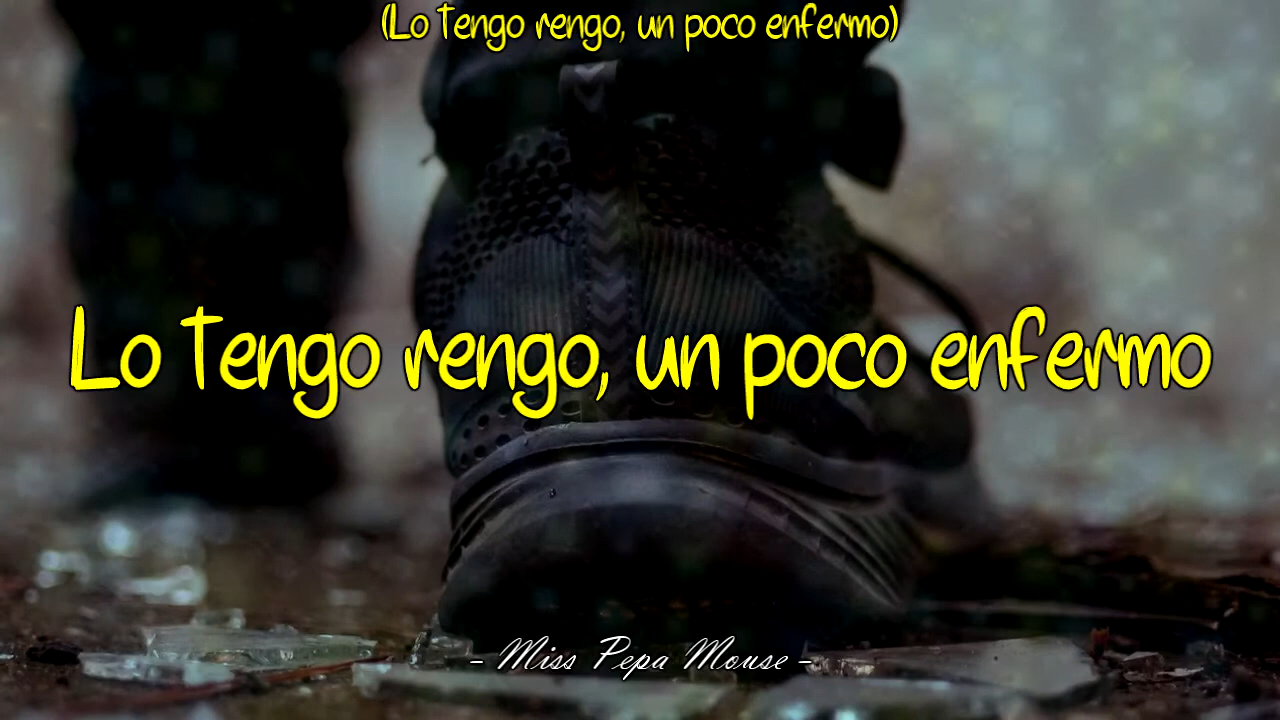 (Lo Tengo rengo, un poco enfermo)
Lo Tengo rengo, un poco enfermo
- Miss Pepa Mouse -